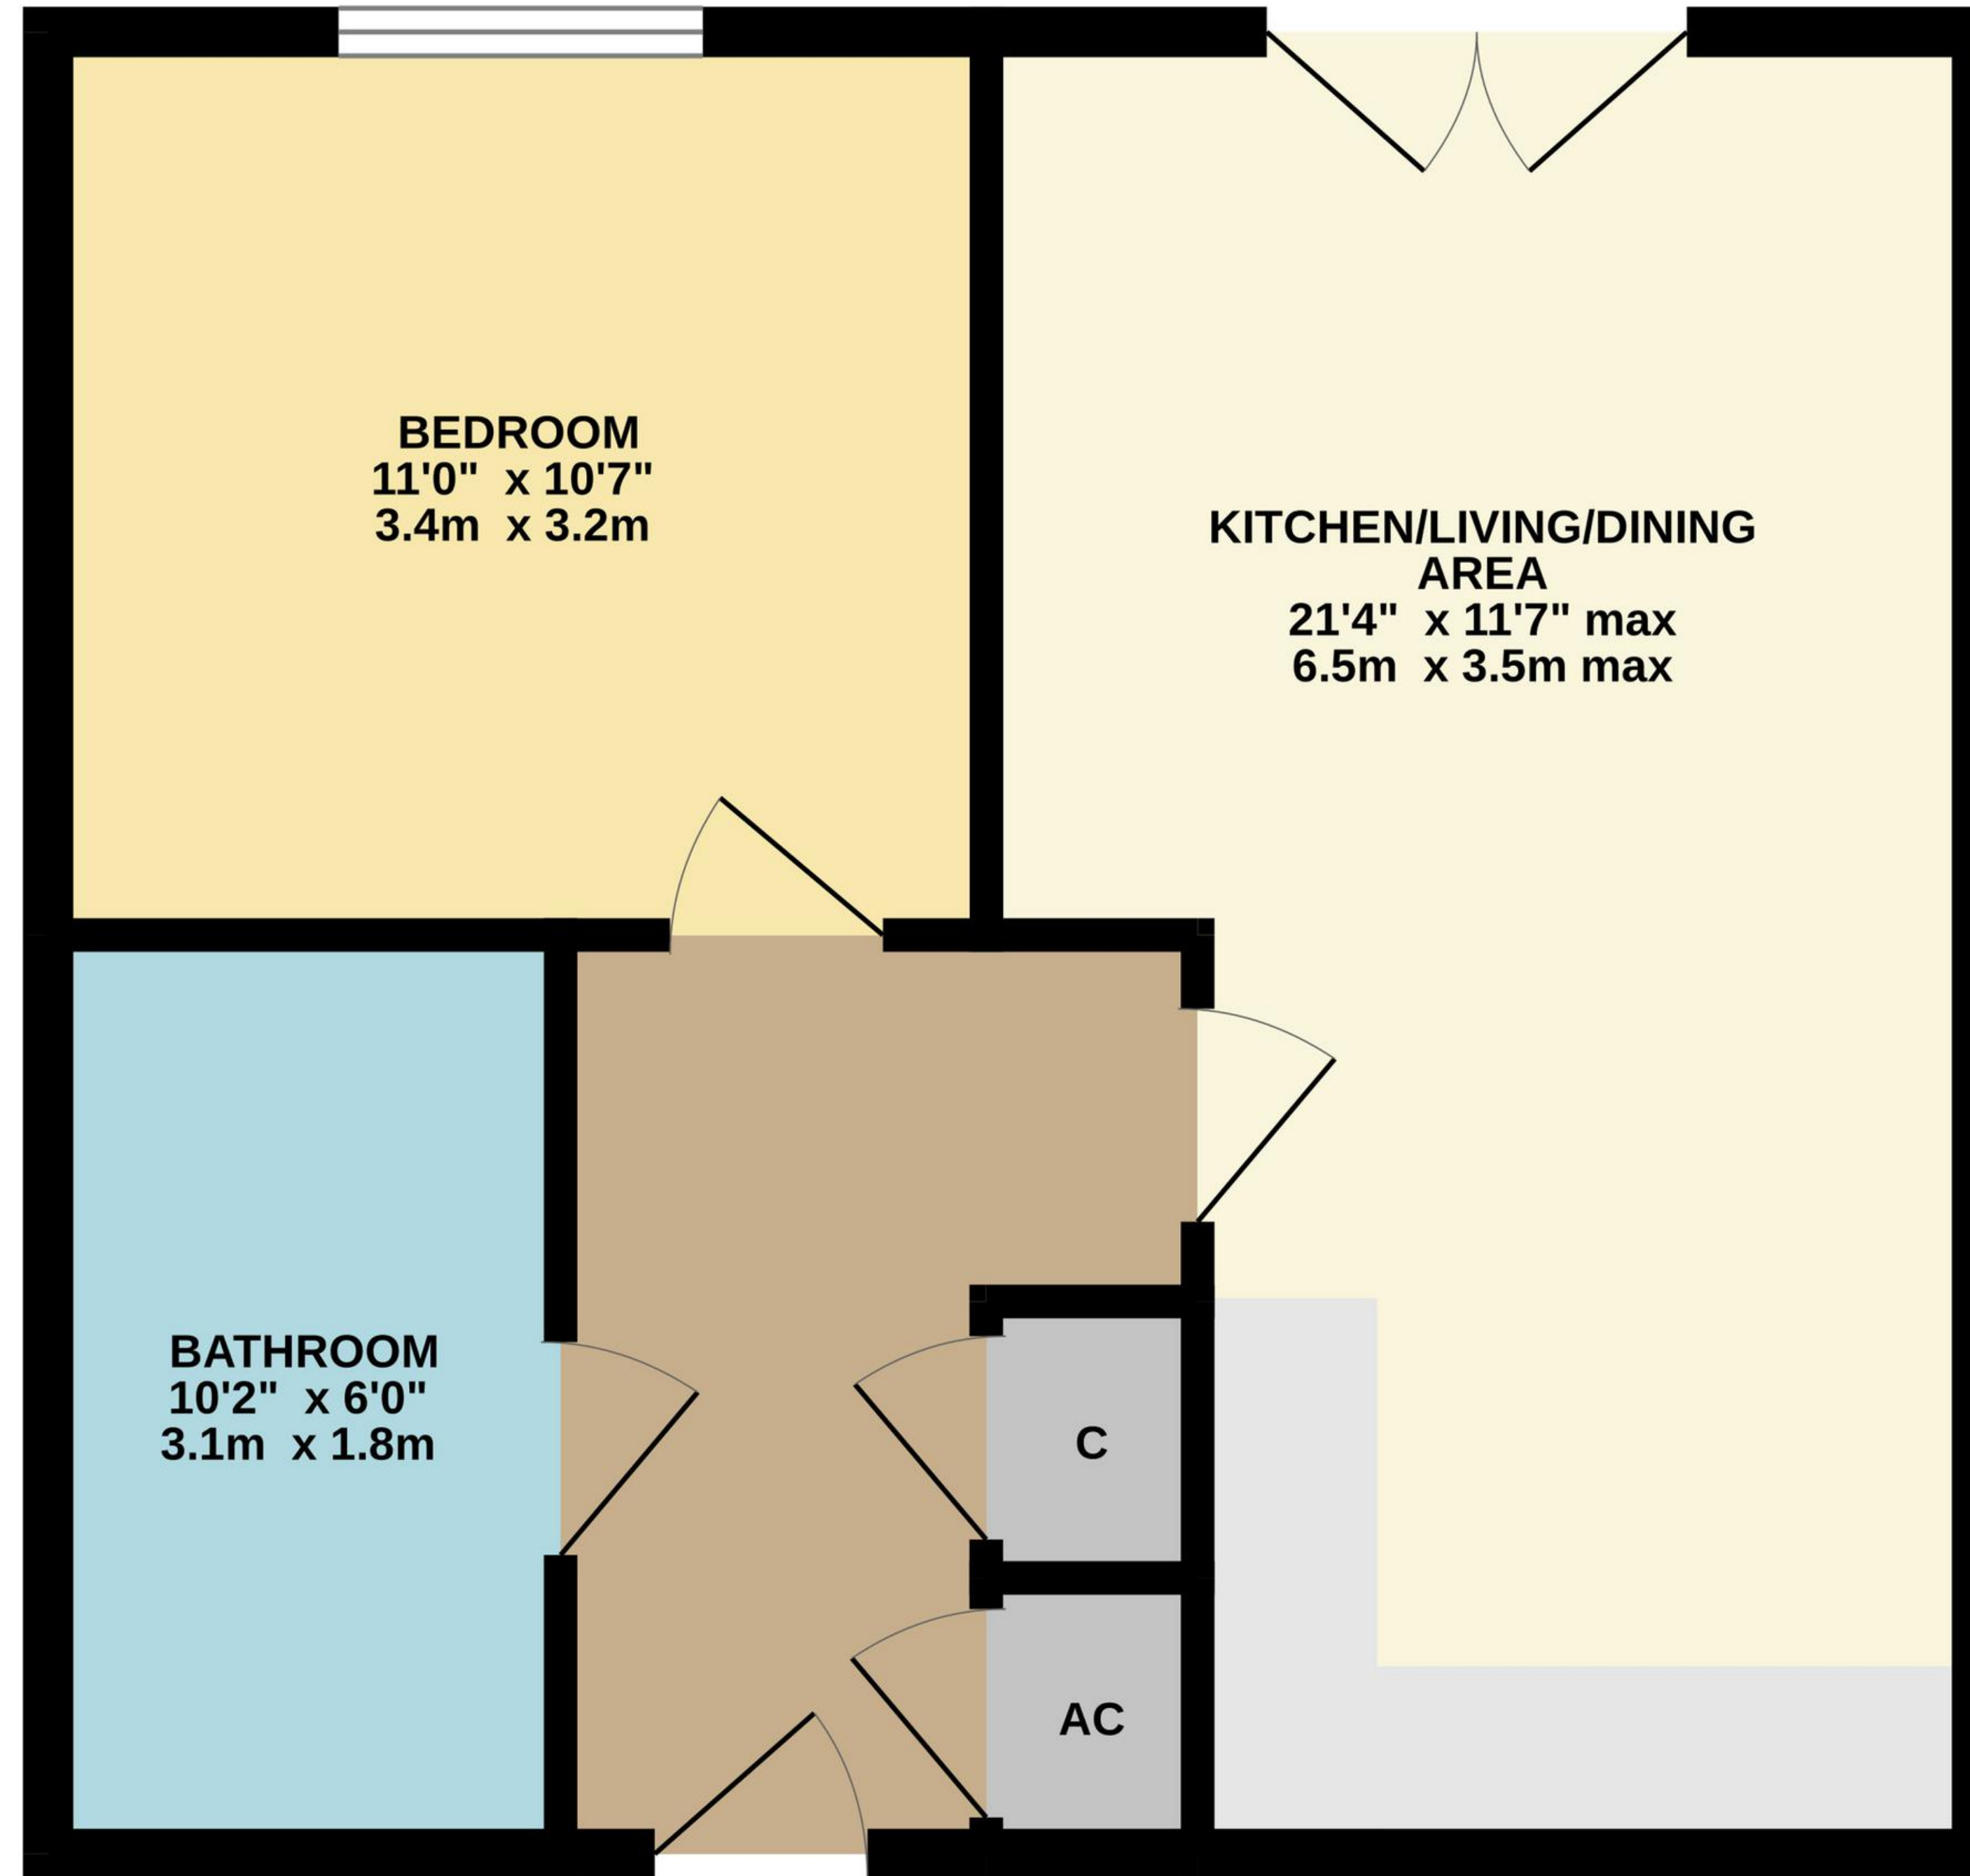 BEDROOM
11'0" x 10'7"
3.4m x 3.2m
KITCHEN/LIVING/DINING
AREA
21'4" x 11'7" max
6.5m x 3.5m max
BATHROOM
10'2" x 6'0"
3.1m x 1.8m
C
AC